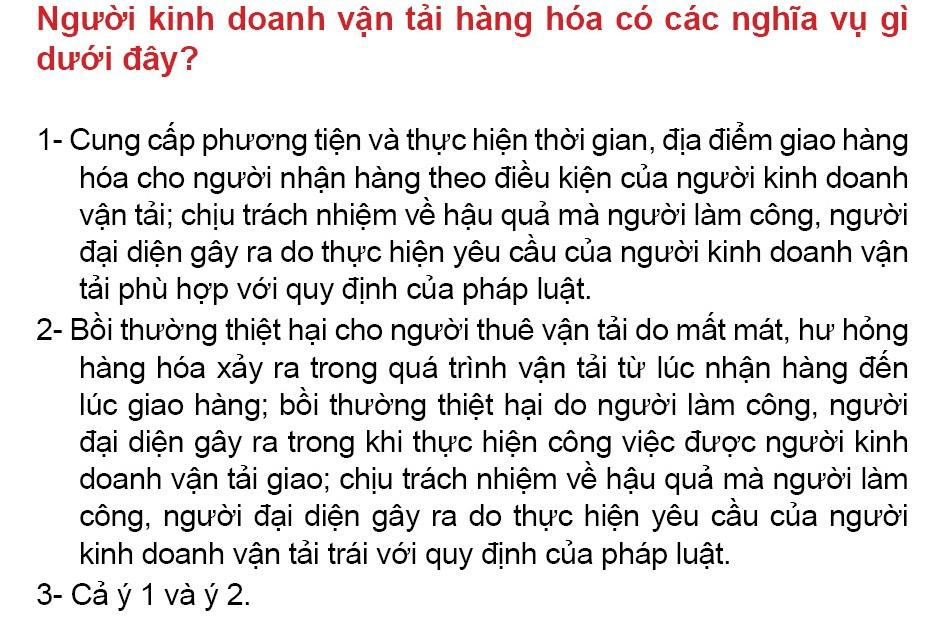 Người kinh doanh vận tải hàng hóa có các nghĩa vụ gì
dưới đây?
1- Cung cấp phương tiện và thực hiện thời gian, địa điểm giao hàng
hóa cho người nhận hàng theo điều kiện của người kinh doanh
vận tải; chịu trách nhiệm về hậu quả mà người làm công, người
đại diện gây ra do thực hiện yêu cầu của người kinh doanh vận
tải phù hợp với quy định của pháp luật.
2- Bồi thường thiệt hại cho người thuê vận tải do mất mát, hư hỏng
hàng hóa xảy ra trong quá trình vận tải từ lúc nhận hàng đến
lúc giao hàng; bồi thường thiệt hại do người làm công, người
đại diện gây ra trong khi thực hiện công việc được người kinh
doanh vận tải giao; chịu trách nhiệm về hậu quả mà người làm
công, người đại diện gây ra do thực hiện yêu cầu của người
kinh doanh vận tải trái với quy định của pháp luật.
3- Cả ý 1 và ý 2.